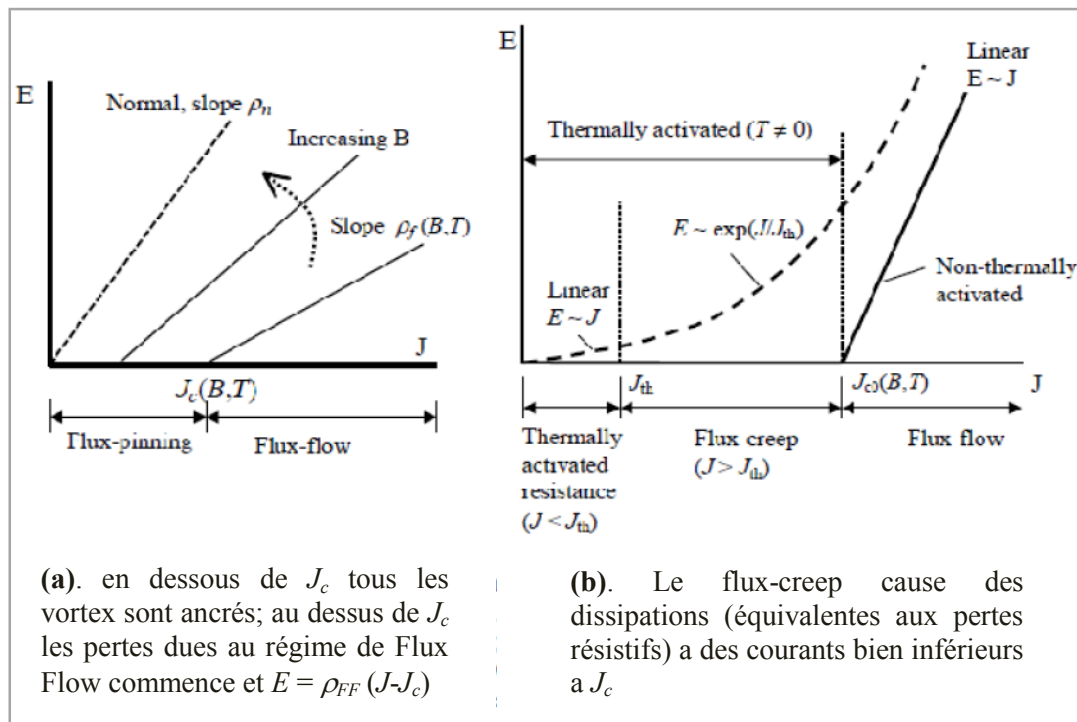 E
Normal, slope ρn
Increasing B
Slope ρf (B,T)
J
Jc(B,T)
Flux-pinning
Flux-flow
E
Linear
E ~ J
Thermally activated (T ≠ 0)
E ~ exp(J/Jth)
Non-thermally
activated
Linear
E ~ J
Jth
Jc0(B,T)
J
Thermally
activated
resistance
(J < Jth)
Flux creep
(J > Jth)
Flux flow
(a). en dessous de Jc tous les
vortex sont ancrés; au dessus de Jc
les pertes dues au régime de Flux
Flow commence et E = ρFF (J-Jc)
(b). Le flux-creep cause des
dissipations (équivalentes aux pertes
résistifs) a des courants bien inférieurs
a Jc